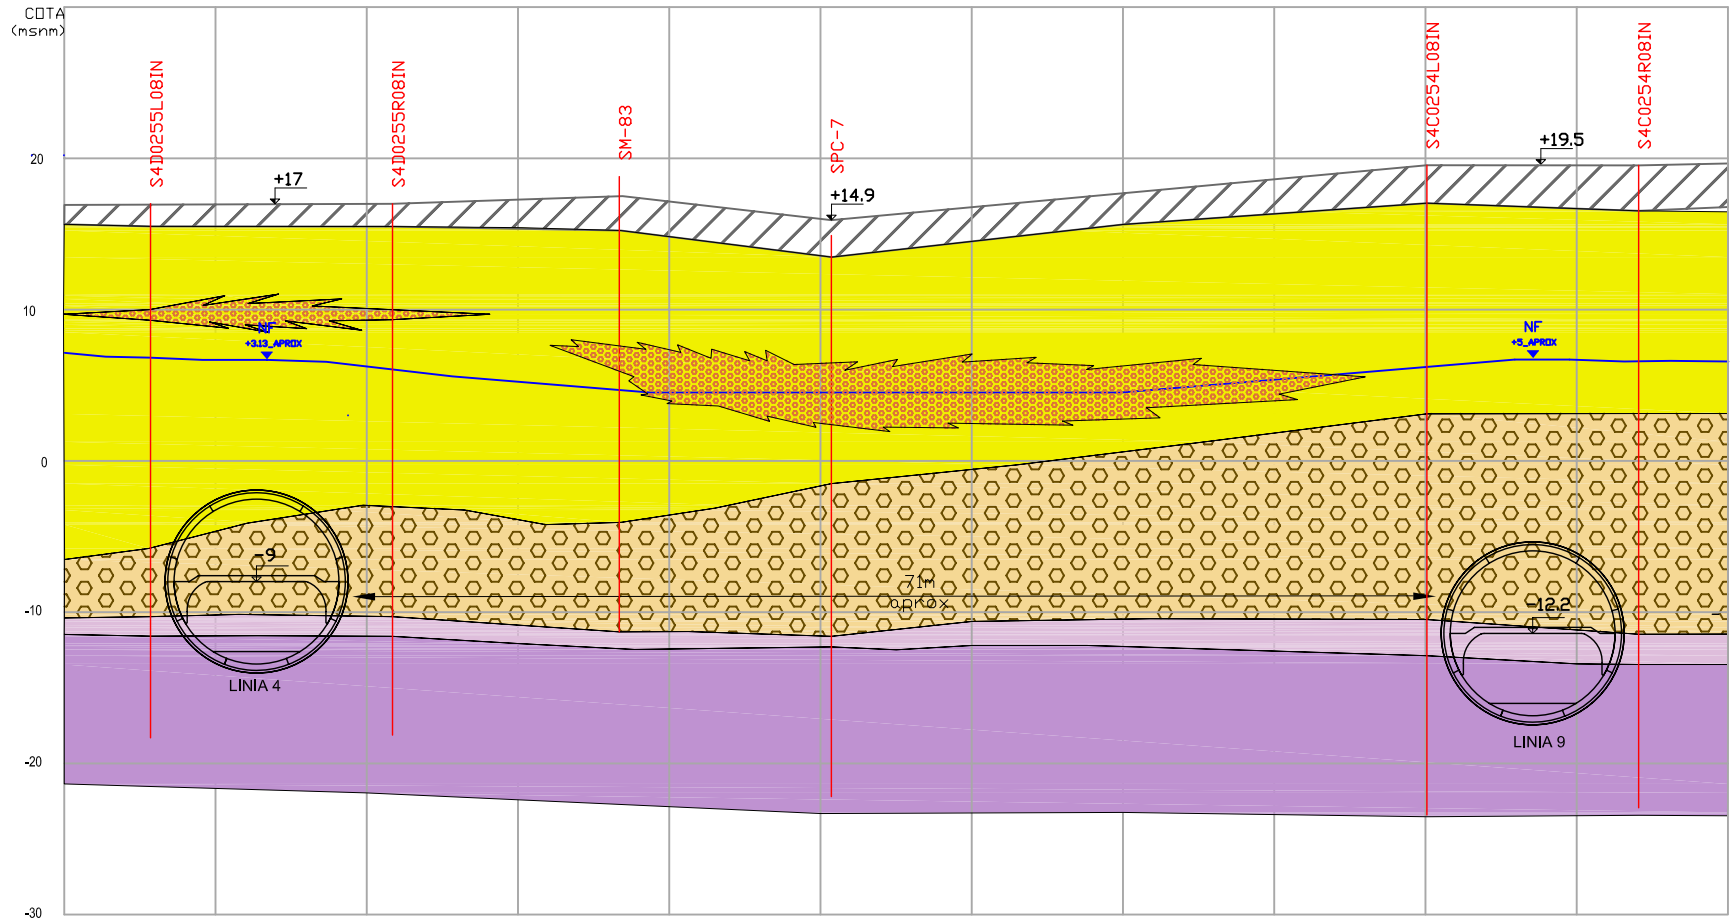 COTA
(msnm)
S4D0255L08IN
S4D0255R08IN
SM-83
SPC-7
S4C0254L08IN
S4C0254R08IN
20
+17
+14.9
+19.5
10
NF
+3.13_APROX
NF
+5_APROX
0
-9
71m
aprox
-10
-12.2
LINIA 4
LINIA 9
-20
-30